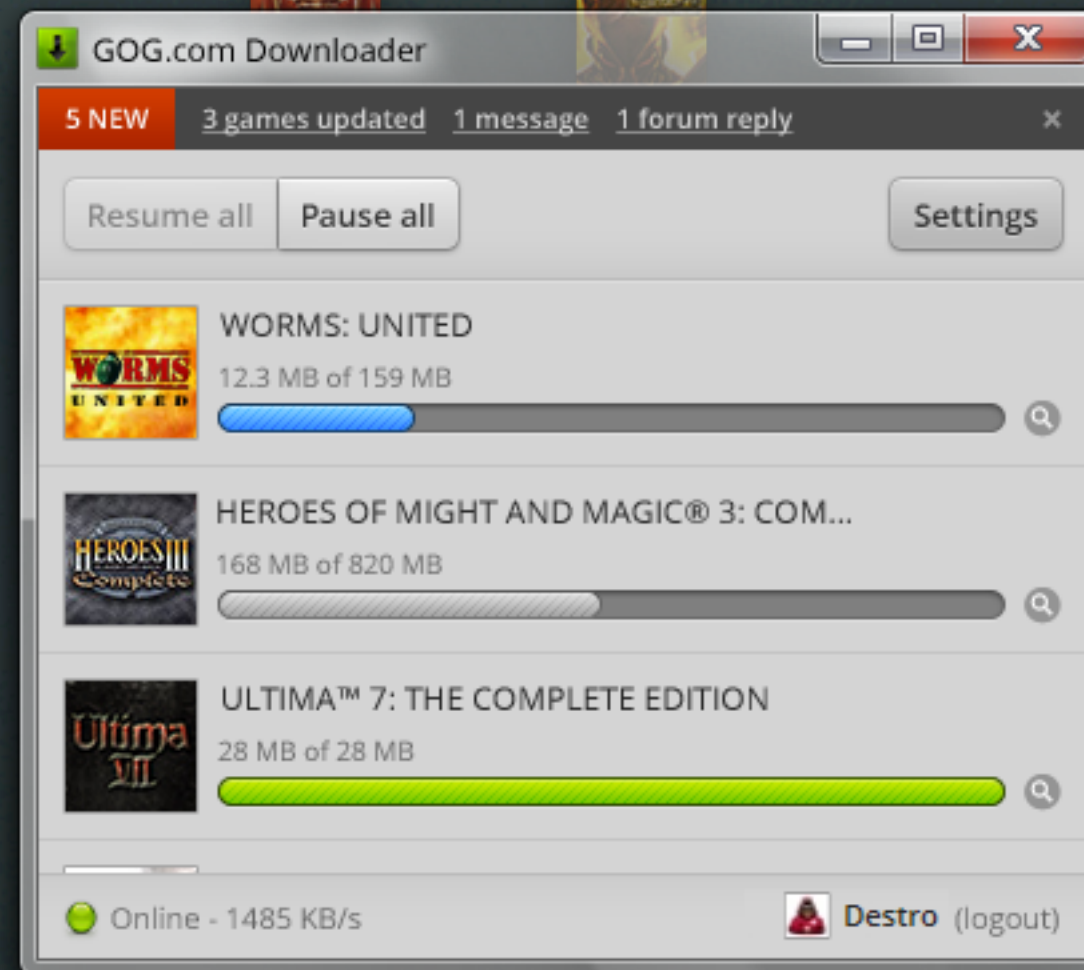 GOG.com Downloader
5 NEW 3 games updated 1 message 1 forum reply ×
Resume all Pause all Settings
WORMS: UNITED
WORMS
UNITED
12.3 MB of 159 MB
HEROES OF MIGHT AND MAGIC® 3: COM...
HEROES III
Complete
168 MB of 820 MB
ULTIMA™ 7: THE COMPLETE EDITION
Ultima
VII
28 MB of 28 MB
Online - 1485 KB/s Destro (logout)